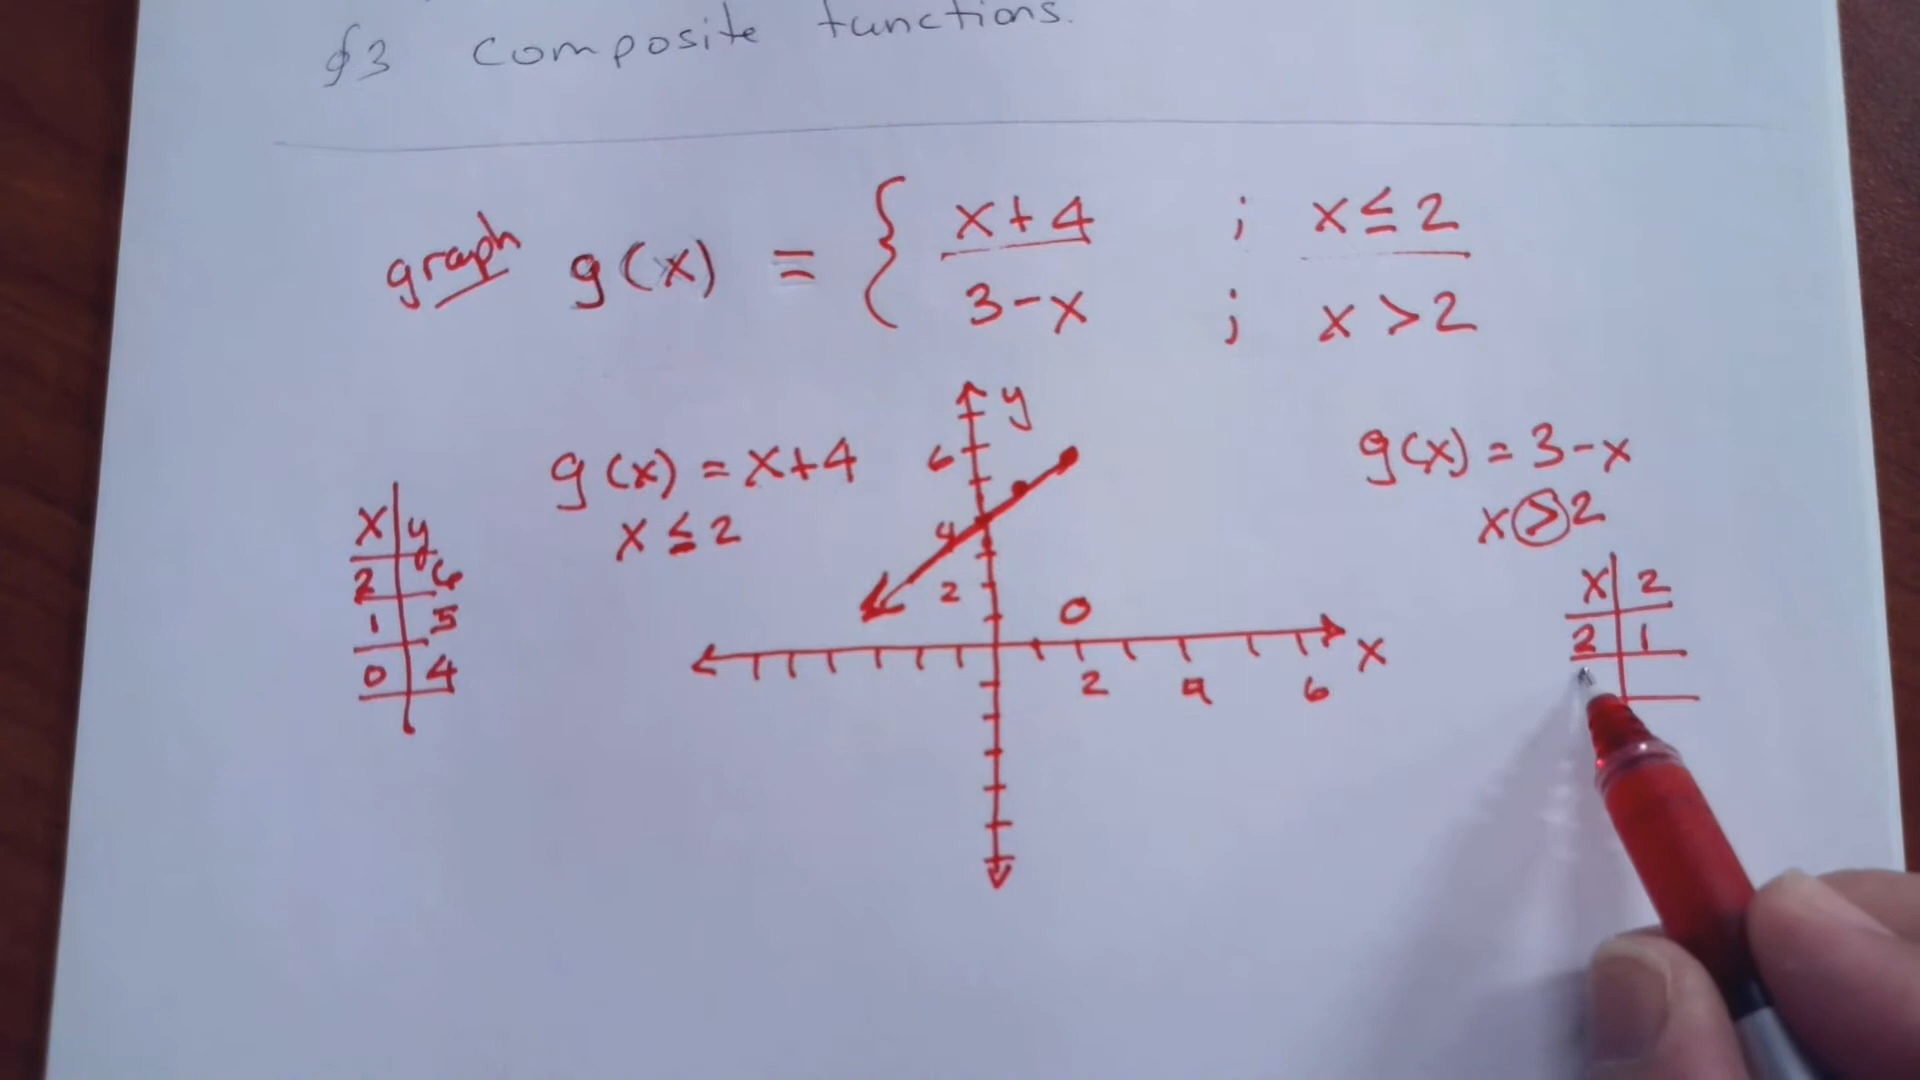 §3 Composite functions.
graph g(x) = { x+4 ; x≤2
3-x ; x>2
g(x) = x+4
x ≤ 2
x y
2 6
1 5
0 4
y
6
4
2
x
2 4 6
g(x) = 3-x
x > 2
x 2
2 1